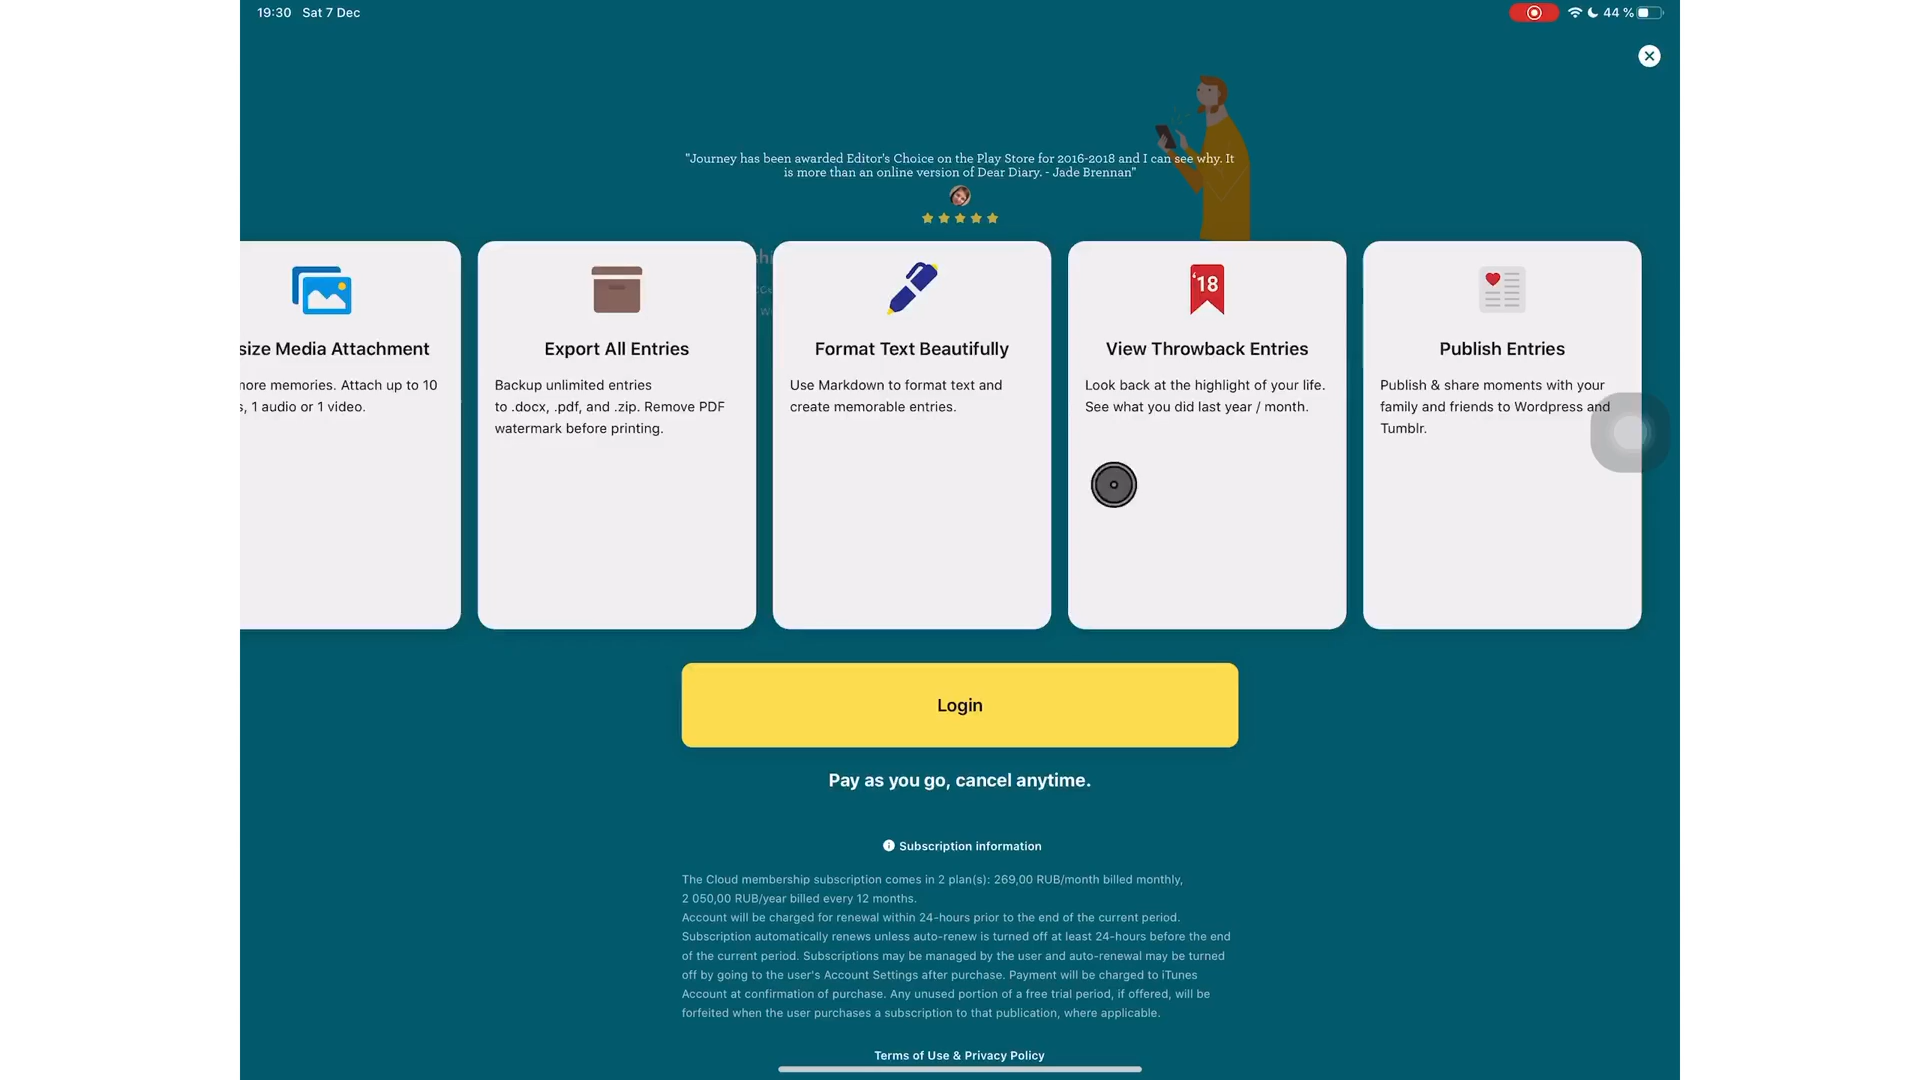 19:30 Sat 7 Dec
44 %
"Journey has been awarded Editor's Choice on the Play Store for 2016-2018 and I can see why. It
is more than an online version of Dear Diary. - Jade Brennan"
size Media Attachment
more memories. Attach up to 10
s, 1 audio or 1 video.
Export All Entries
Backup unlimited entries
to .docx, .pdf, and .zip. Remove PDF
watermark before printing.
Format Text Beautifully
Use Markdown to format text and
create memorable entries.
'18
View Throwback Entries
Look back at the highlight of your life.
See what you did last year / month.
Publish Entries
Publish & share moments with your
family and friends to Wordpress and
Tumblr.
Login
Pay as you go, cancel anytime.
Subscription information
The Cloud membership subscription comes in 2 plan(s): 269,00 RUB/month billed monthly,
2 050,00 RUB/year billed every 12 months.
Account will be charged for renewal within 24-hours prior to the end of the current period.
Subscription automatically renews unless auto-renew is turned off at least 24-hours before the end
of the current period. Subscriptions may be managed by the user and auto-renewal may be turned
off by going to the user's Account Settings after purchase. Payment will be charged to iTunes
Account at confirmation of purchase. Any unused portion of a free trial period, if offered, will be
forfeited when the user purchases a subscription to that publication, where applicable.
Terms of Use & Privacy Policy